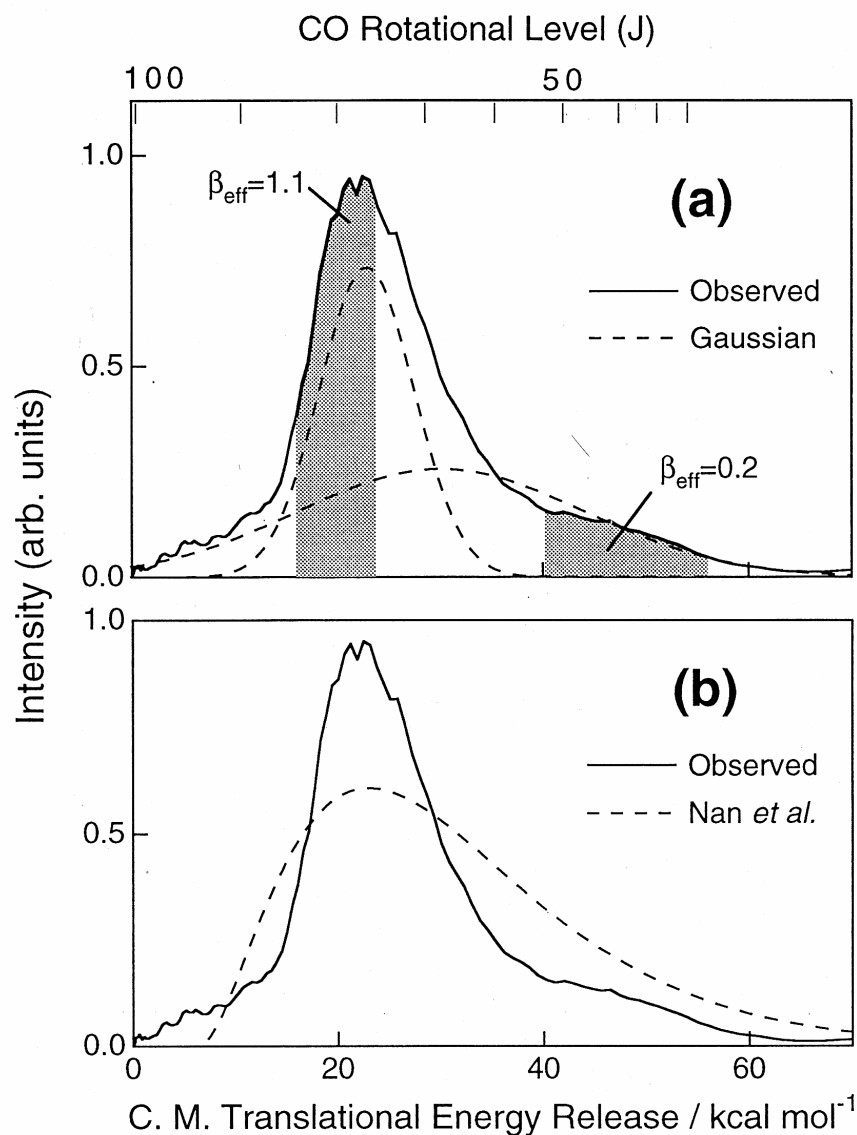 CO Rotational Level (J)
100 50
1.0
β_eff=1.1
(a)
Observed
Gaussian
0.5
β_eff=0.2
0.0
Intensity (arb. units)
1.0
(b)
Observed
Nan et al.
0.5
0.0
0 20 40 60
C. M. Translational Energy Release / kcal mol⁻¹